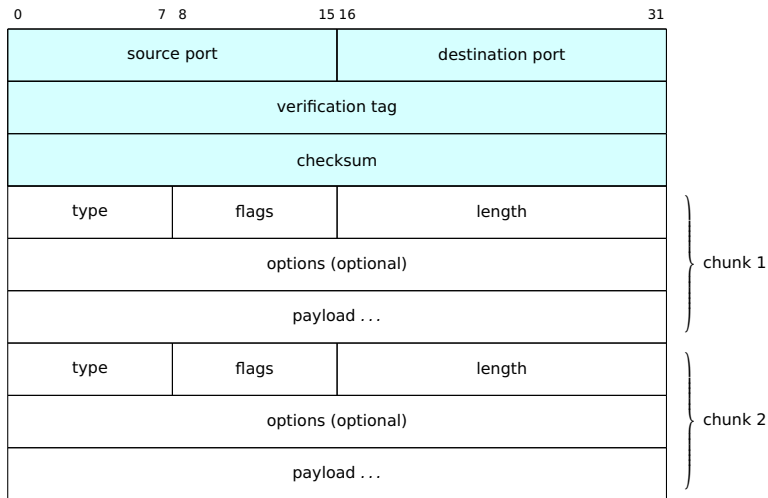 0 7 8 15 16 31
source port destination port
verification tag
checksum
type flags length
options (optional) chunk 1
payload ...
type flags length
options (optional) chunk 2
payload ...